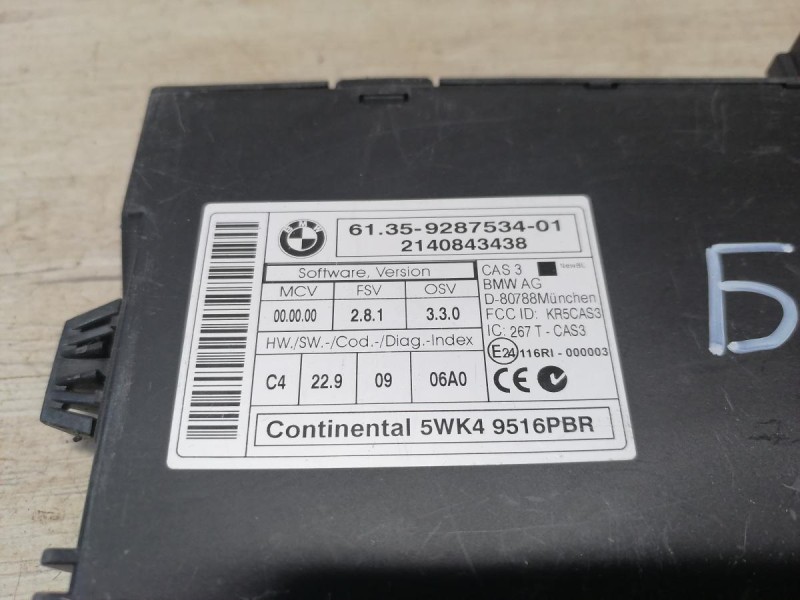 BMW
61.35-9287534-01
2140843438
Software, Version
MCV FSV OSV
00.00.00 2.8.1 3.3.0
HW./SW.-/Cod.-/Diag.-Index
C4 22.9 09 06A0
CAS 3
BMW AG
D-80788München
FCC ID: KR5CAS3
IC: 267 T - CAS3
E24 116RI - 000003
CE
Continental 5WK4 9516PBR
Б